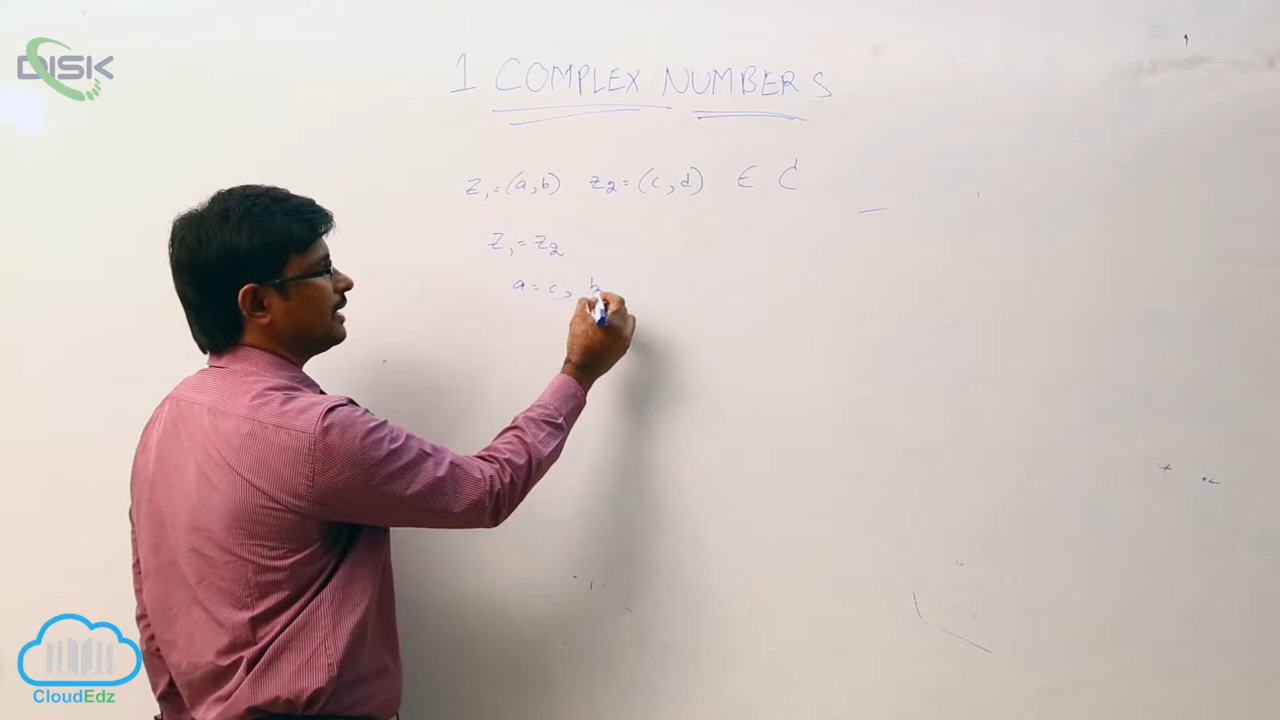 DISK
1 COMPLEX NUMBERS
z₁=(a,b) z₂=(c,d) ∈ ℂ
z₁=z₂
a=c, b
CloudEdz